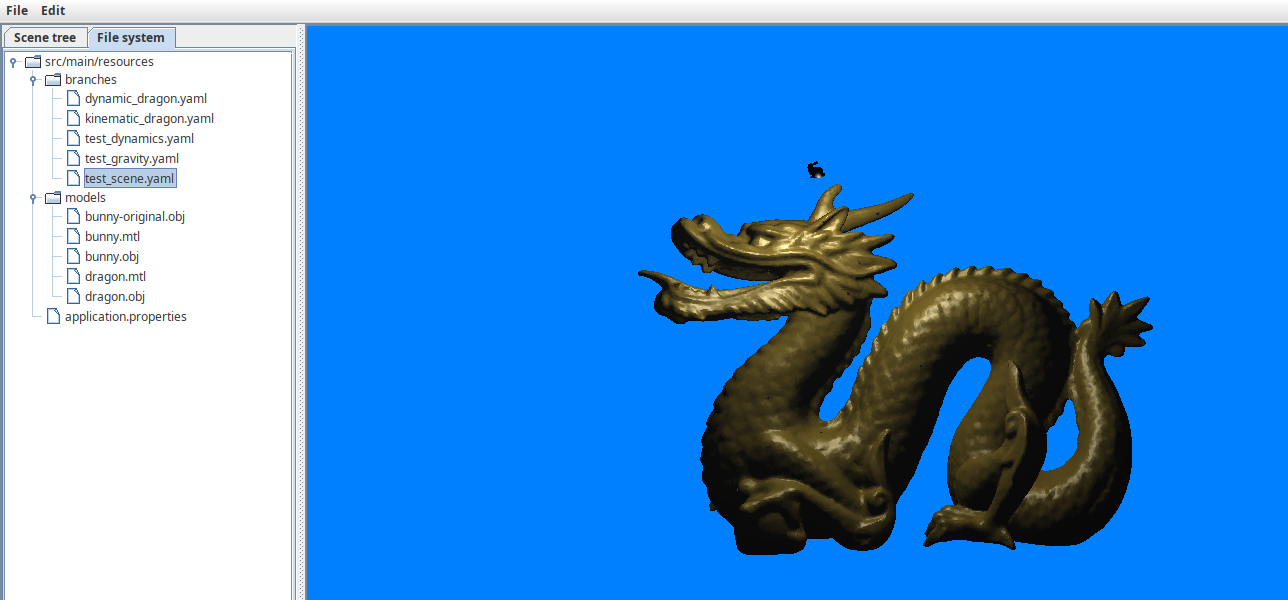 File Edit
Scene tree File system
src/main/resources
branches
dynamic_dragon.yaml
kinematic_dragon.yaml
test_dynamics.yaml
test_gravity.yaml
test_scene.yaml
models
bunny-original.obj
bunny.mtl
bunny.obj
dragon.mtl
dragon.obj
application.properties